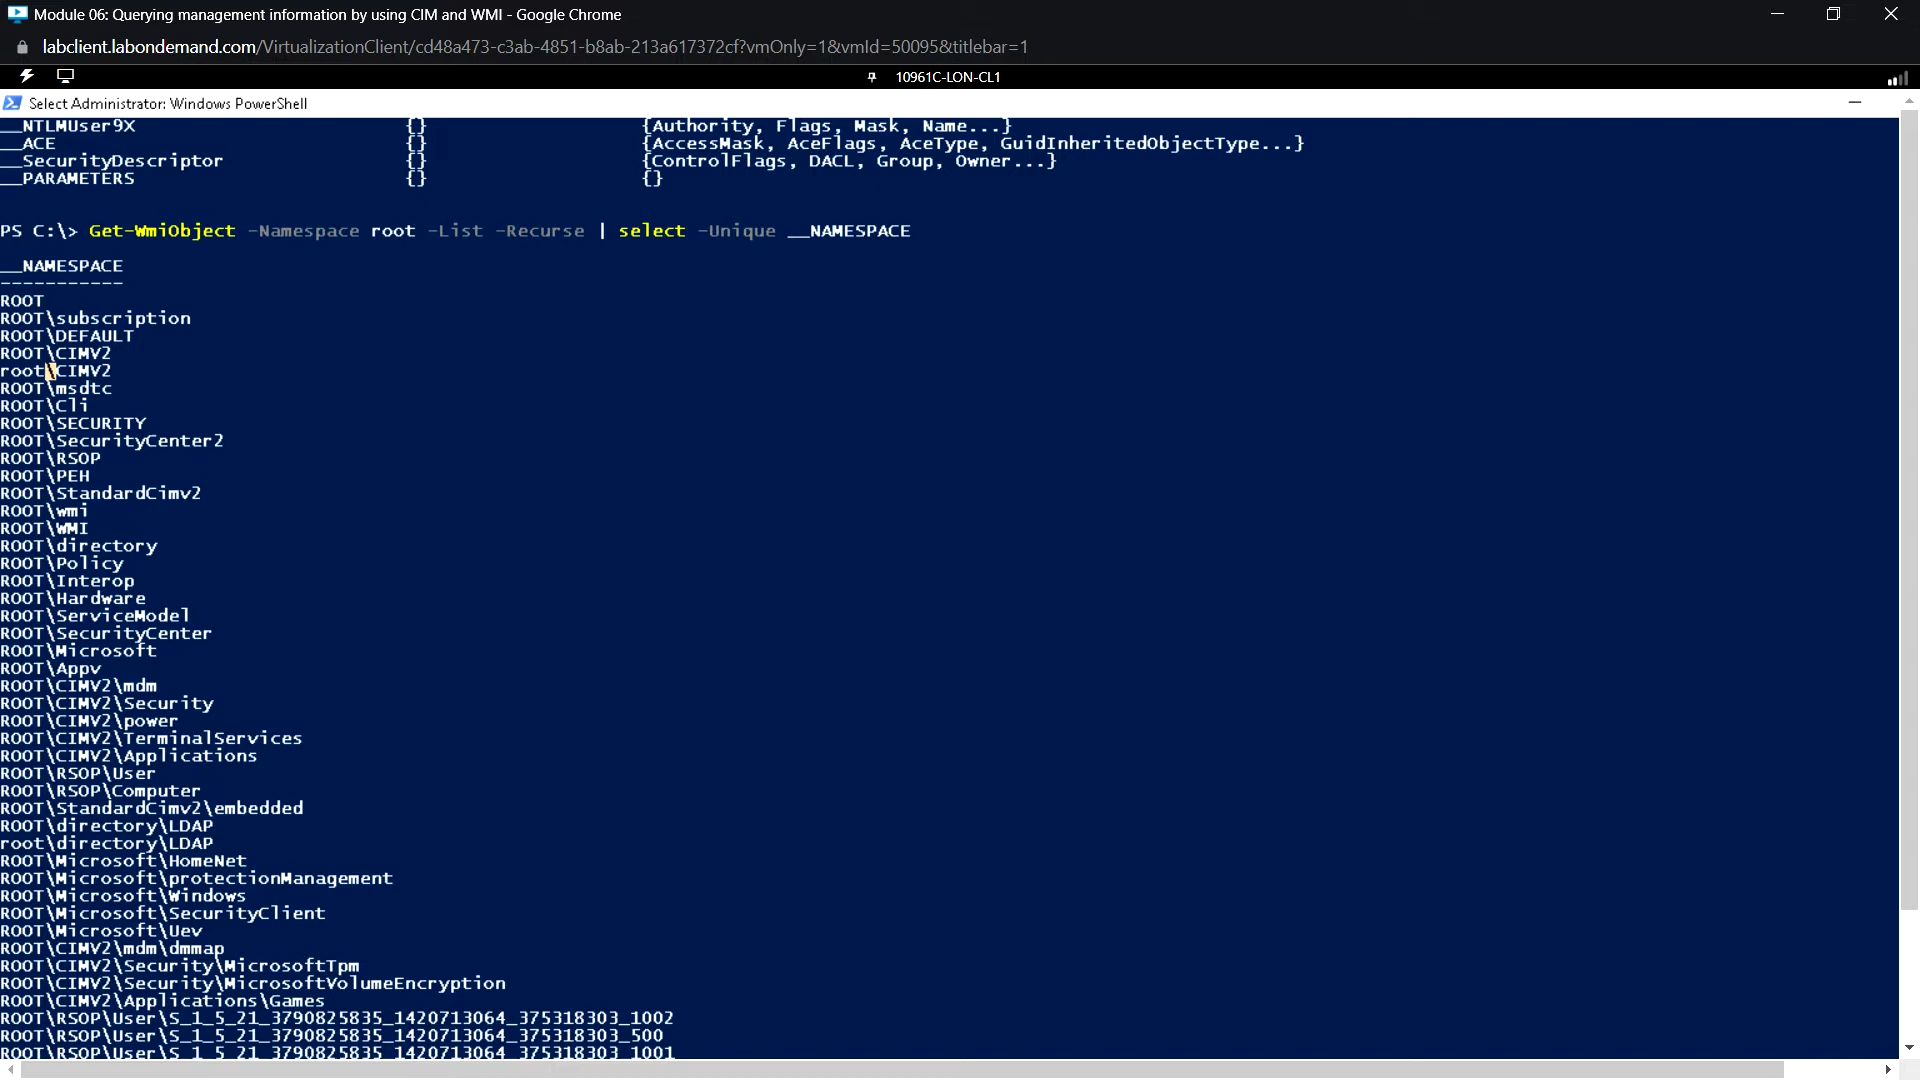 Module 06: Querying management information by using CIM and WMI - Google Chrome
labclient.labondemand.com/VirtualizationClient/cd48a473-c3ab-4851-b8ab-213a617372cf?vmOnly=1&vmId=50095&titlebar=1
10961C-LON-CL1
Select Administrator: Windows PowerShell
__NTLMUser9X {} {Authority, Flags, Mask, Name...}
__ACE {} {AccessMask, AceFlags, AceType, GuidInheritedObjectType...}
__SecurityDescriptor {} {ControlFlags, DACL, Group, Owner...}
__PARAMETERS {} {}
PS C:\> Get-WmiObject -Namespace root -List -Recurse | select -Unique __NAMESPACE
__NAMESPACE
-----------
ROOT
ROOT\subscription
ROOT\DEFAULT
ROOT\CIMV2
root\CIMV2
ROOT\msdtc
ROOT\Cli
ROOT\SECURITY
ROOT\SecurityCenter2
ROOT\RSOP
ROOT\PEH
ROOT\StandardCimv2
ROOT\wmi
ROOT\WMI
ROOT\directory
ROOT\Policy
ROOT\Interop
ROOT\Hardware
ROOT\ServiceModel
ROOT\SecurityCenter
ROOT\Microsoft
ROOT\Appv
ROOT\CIMV2\mdm
ROOT\CIMV2\Security
ROOT\CIMV2\power
ROOT\CIMV2\TerminalServices
ROOT\CIMV2\Applications
ROOT\RSOP\User
ROOT\RSOP\Computer
ROOT\StandardCimv2\embedded
ROOT\directory\LDAP
root\directory\LDAP
ROOT\Microsoft\HomeNet
ROOT\Microsoft\protectionManagement
ROOT\Microsoft\Windows
ROOT\Microsoft\SecurityClient
ROOT\Microsoft\Uev
ROOT\CIMV2\mdm\dmmap
ROOT\CIMV2\Security\MicrosoftTpm
ROOT\CIMV2\Security\MicrosoftVolumeEncryption
ROOT\CIMV2\Applications\Games
ROOT\RSOP\User\S_1_5_21_3790825835_1420713064_375318303_1002
ROOT\RSOP\User\S_1_5_21_3790825835_1420713064_375318303_500
ROOT\RSOP\User\S_1_5_21_3790825835_1420713064_375318303_1001